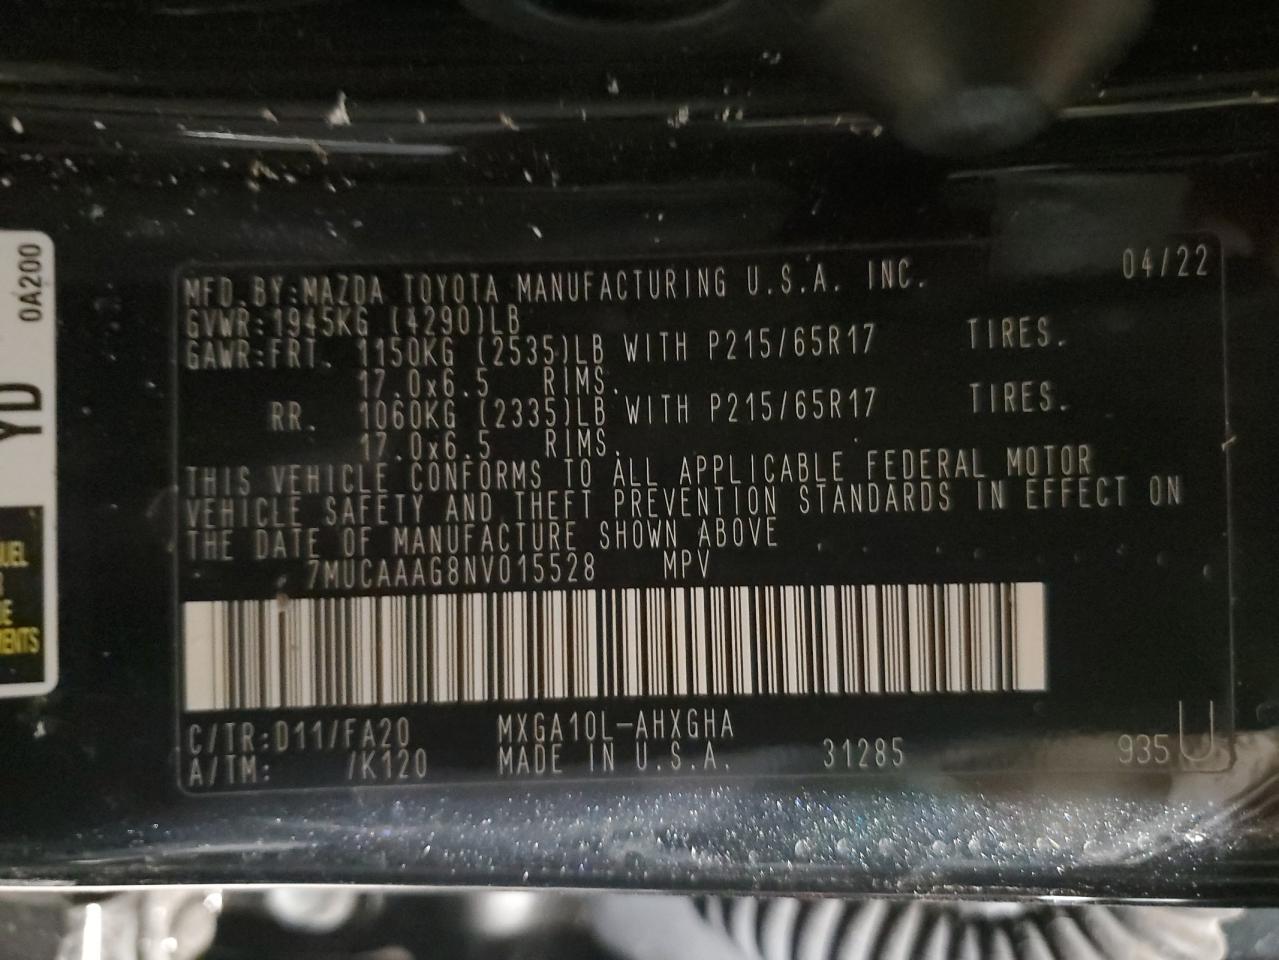 0A200
YD
UEL
ENTS
MFD.BY:MAZDA TOYOTA MANUFACTURING U.S.A. INC. 04/22
GVWR:1945KG (4290)LB
GAWR:FRT. 1150KG (2535)LB WITH P215/65R17 TIRES.
17.0x6.5 RIMS.
RR. 1060KG (2335)LB WITH P215/65R17 TIRES.
17.0x6.5 RIMS.
THIS VEHICLE CONFORMS TO ALL APPLICABLE FEDERAL MOTOR
VEHICLE SAFETY AND THEFT PREVENTION STANDARDS IN EFFECT ON
THE DATE OF MANUFACTURE SHOWN ABOVE
7MUCAAAG8NV015528 MPV
C/TR:D11/FA20 MXGA10L-AHXGHA
A/TM: /K120 MADE IN U.S.A. 31285 935 U